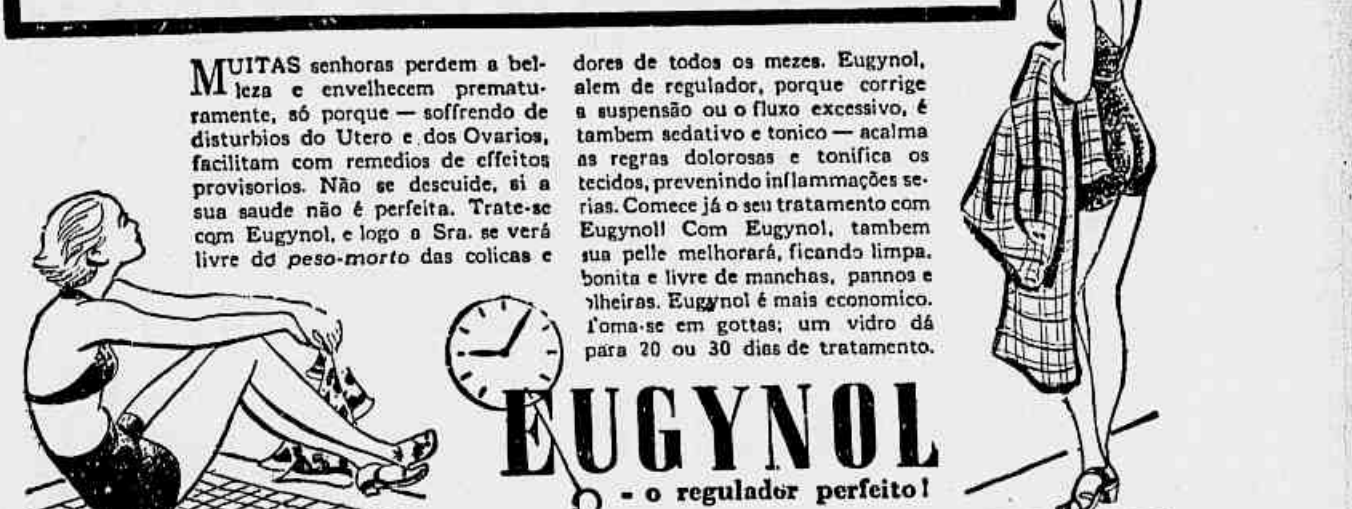 MUITAS senhoras perdem a bel-
leza e envelhecem prematu-
ramente, só porque — soffrendo de
disturbios do Utero e dos Ovarios,
facilitam com remedios de effeitos
provisorios. Não se descuide, si a
sua saude não é perfeita. Trate-se
com Eugynol, e logo a Sra. se verá
livre do peso-morto das colicas e
dores de todos os mezes. Eugynol,
alem de regulador, porque corrige
a suspensão ou o fluxo excessivo, é
tambem sedativo e tonico — acalma
as regras dolorosas e tonifica os
tecidos, prevenindo inflammações se-
rias. Comece já o seu tratamento com
Eugynol! Com Eugynol, tambem
sua pelle melhorará, ficando limpa,
bonita e livre de manchas, pannos e
olheiras. Eugynol é mais economico.
Toma-se em gottas; um vidro dá
para 20 ou 30 dias de tratamento.
EUGYNOL
- o regulador perfeito!